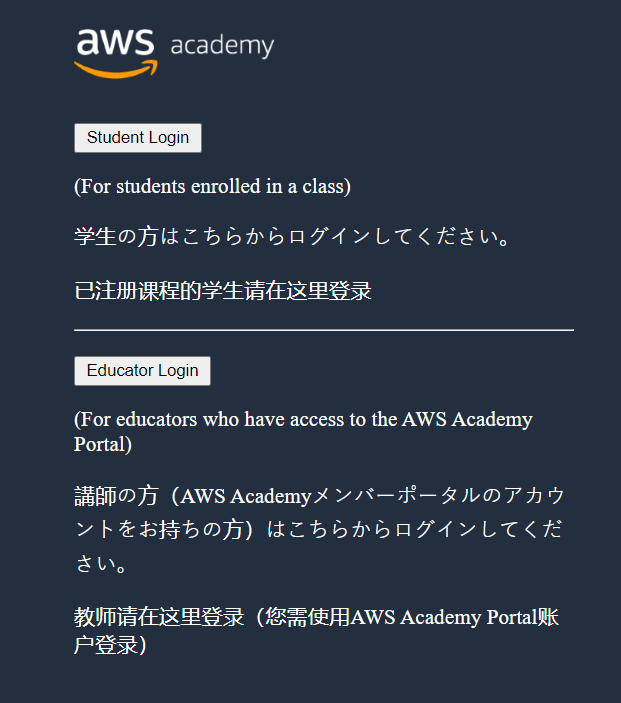 aws academy
Student Login
(For students enrolled in a class)
学生の方はこちらからログインしてください。
已注册课程的学生请在这里登录
Educator Login
(For educators who have access to the AWS Academy
Portal)
講師の方（AWS Academyメンバーポータルのアカウ
ントをお持ちの方）はこちらからログインしてくだ
さい。
教师请在这里登录（您需使用AWS Academy Portal账
户登录）